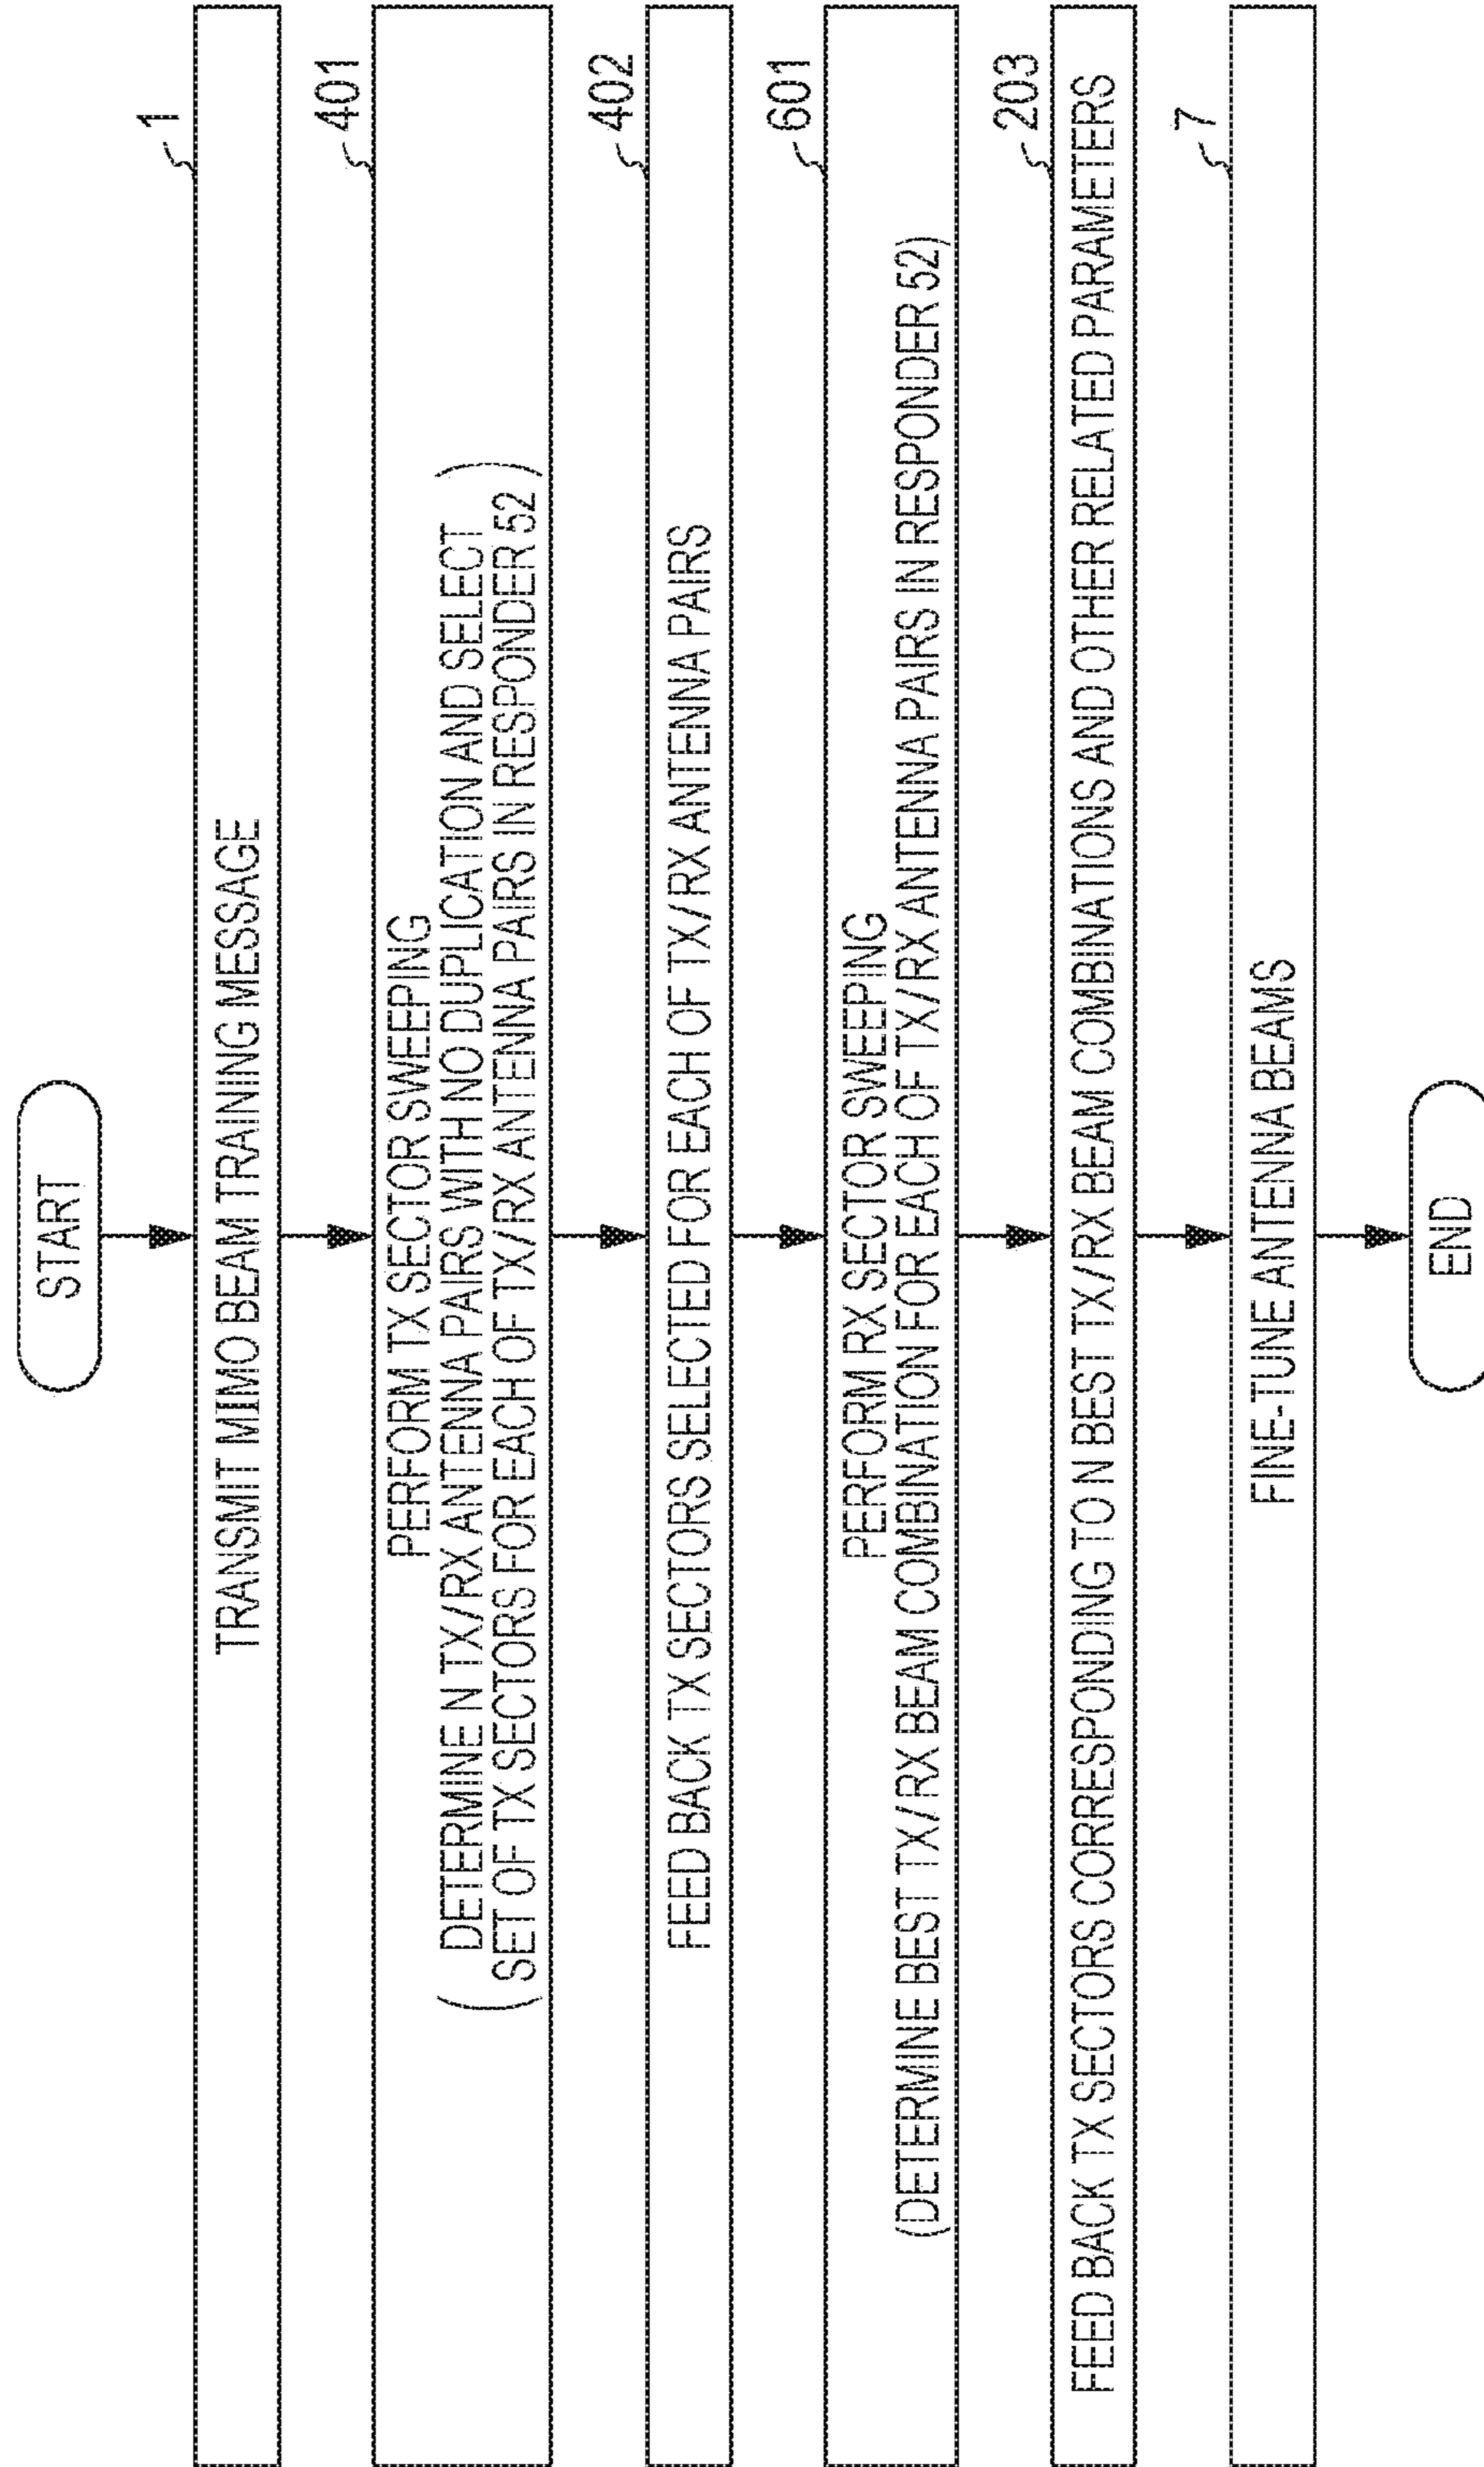 START
1
TRANSMIT MIMO BEAM TRAINING MESSAGE
401
PERFORM TX SECTOR SWEEPING
( DETERMINE N TX/RX ANTENNA PAIRS WITH NO DUPLICATION AND SELECT
SET OF TX SECTORS FOR EACH OF TX/RX ANTENNA PAIRS IN RESPONDER 52 )
402
FEED BACK TX SECTORS SELECTED FOR EACH OF TX/RX ANTENNA PAIRS
601
PERFORM RX SECTOR SWEEPING
(DETERMINE BEST TX/RX BEAM COMBINATION FOR EACH OF TX/RX ANTENNA PAIRS IN RESPONDER 52)
203
FEED BACK TX SECTORS CORRESPONDING TO N BEST TX/RX BEAM COMBINATIONS AND OTHER RELATED PARAMETERS
7
FINE-TUNE ANTENNA BEAMS
END